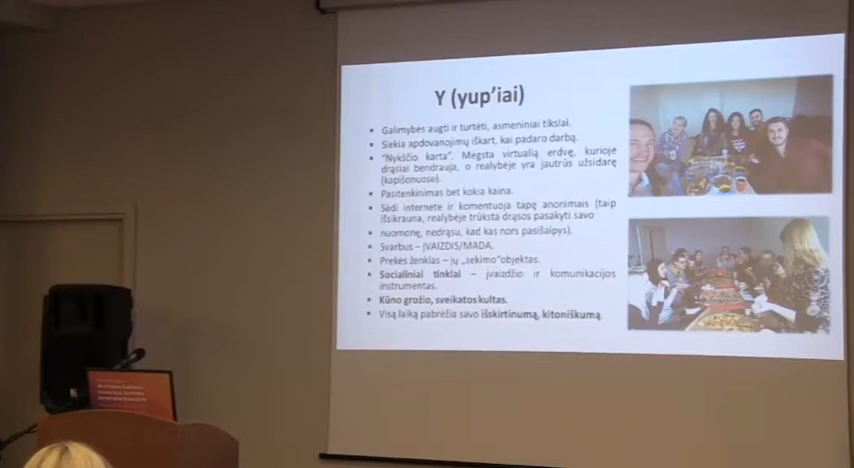 Y (yup’iai)
• Galimybės augti ir turtėti, asmeniniai tikslai.
• Siekia apdovanojimų iškart, kai padaro darbą.
• “Nykščio karta”. Mėgsta virtualią erdvę, kurioje
drąsiai bendrauja, o realybėje yra jautrūs užsidarę
(kapišonuose).
• Pasitenkinimas bet kokia kaina.
• Sėdi internete ir komentuoja tapę anonimais (taip
išsikrauna, realybėje trūksta drąsos pasakyti savo
nuomonę, nedrąsu, kad kas nors pasišaipys).
• Svarbus – ĮVAIZDIS/MADA.
• Prekės ženklas – jų „sekimo“objektas.
• Socialiniai tinklai – įvaizdžio ir komunikacijos
instrumentas.
• Kūno grožio, sveikatos kultas.
• Visą laiką pabrėžia savo išskirtinumą, kitoniškumą.